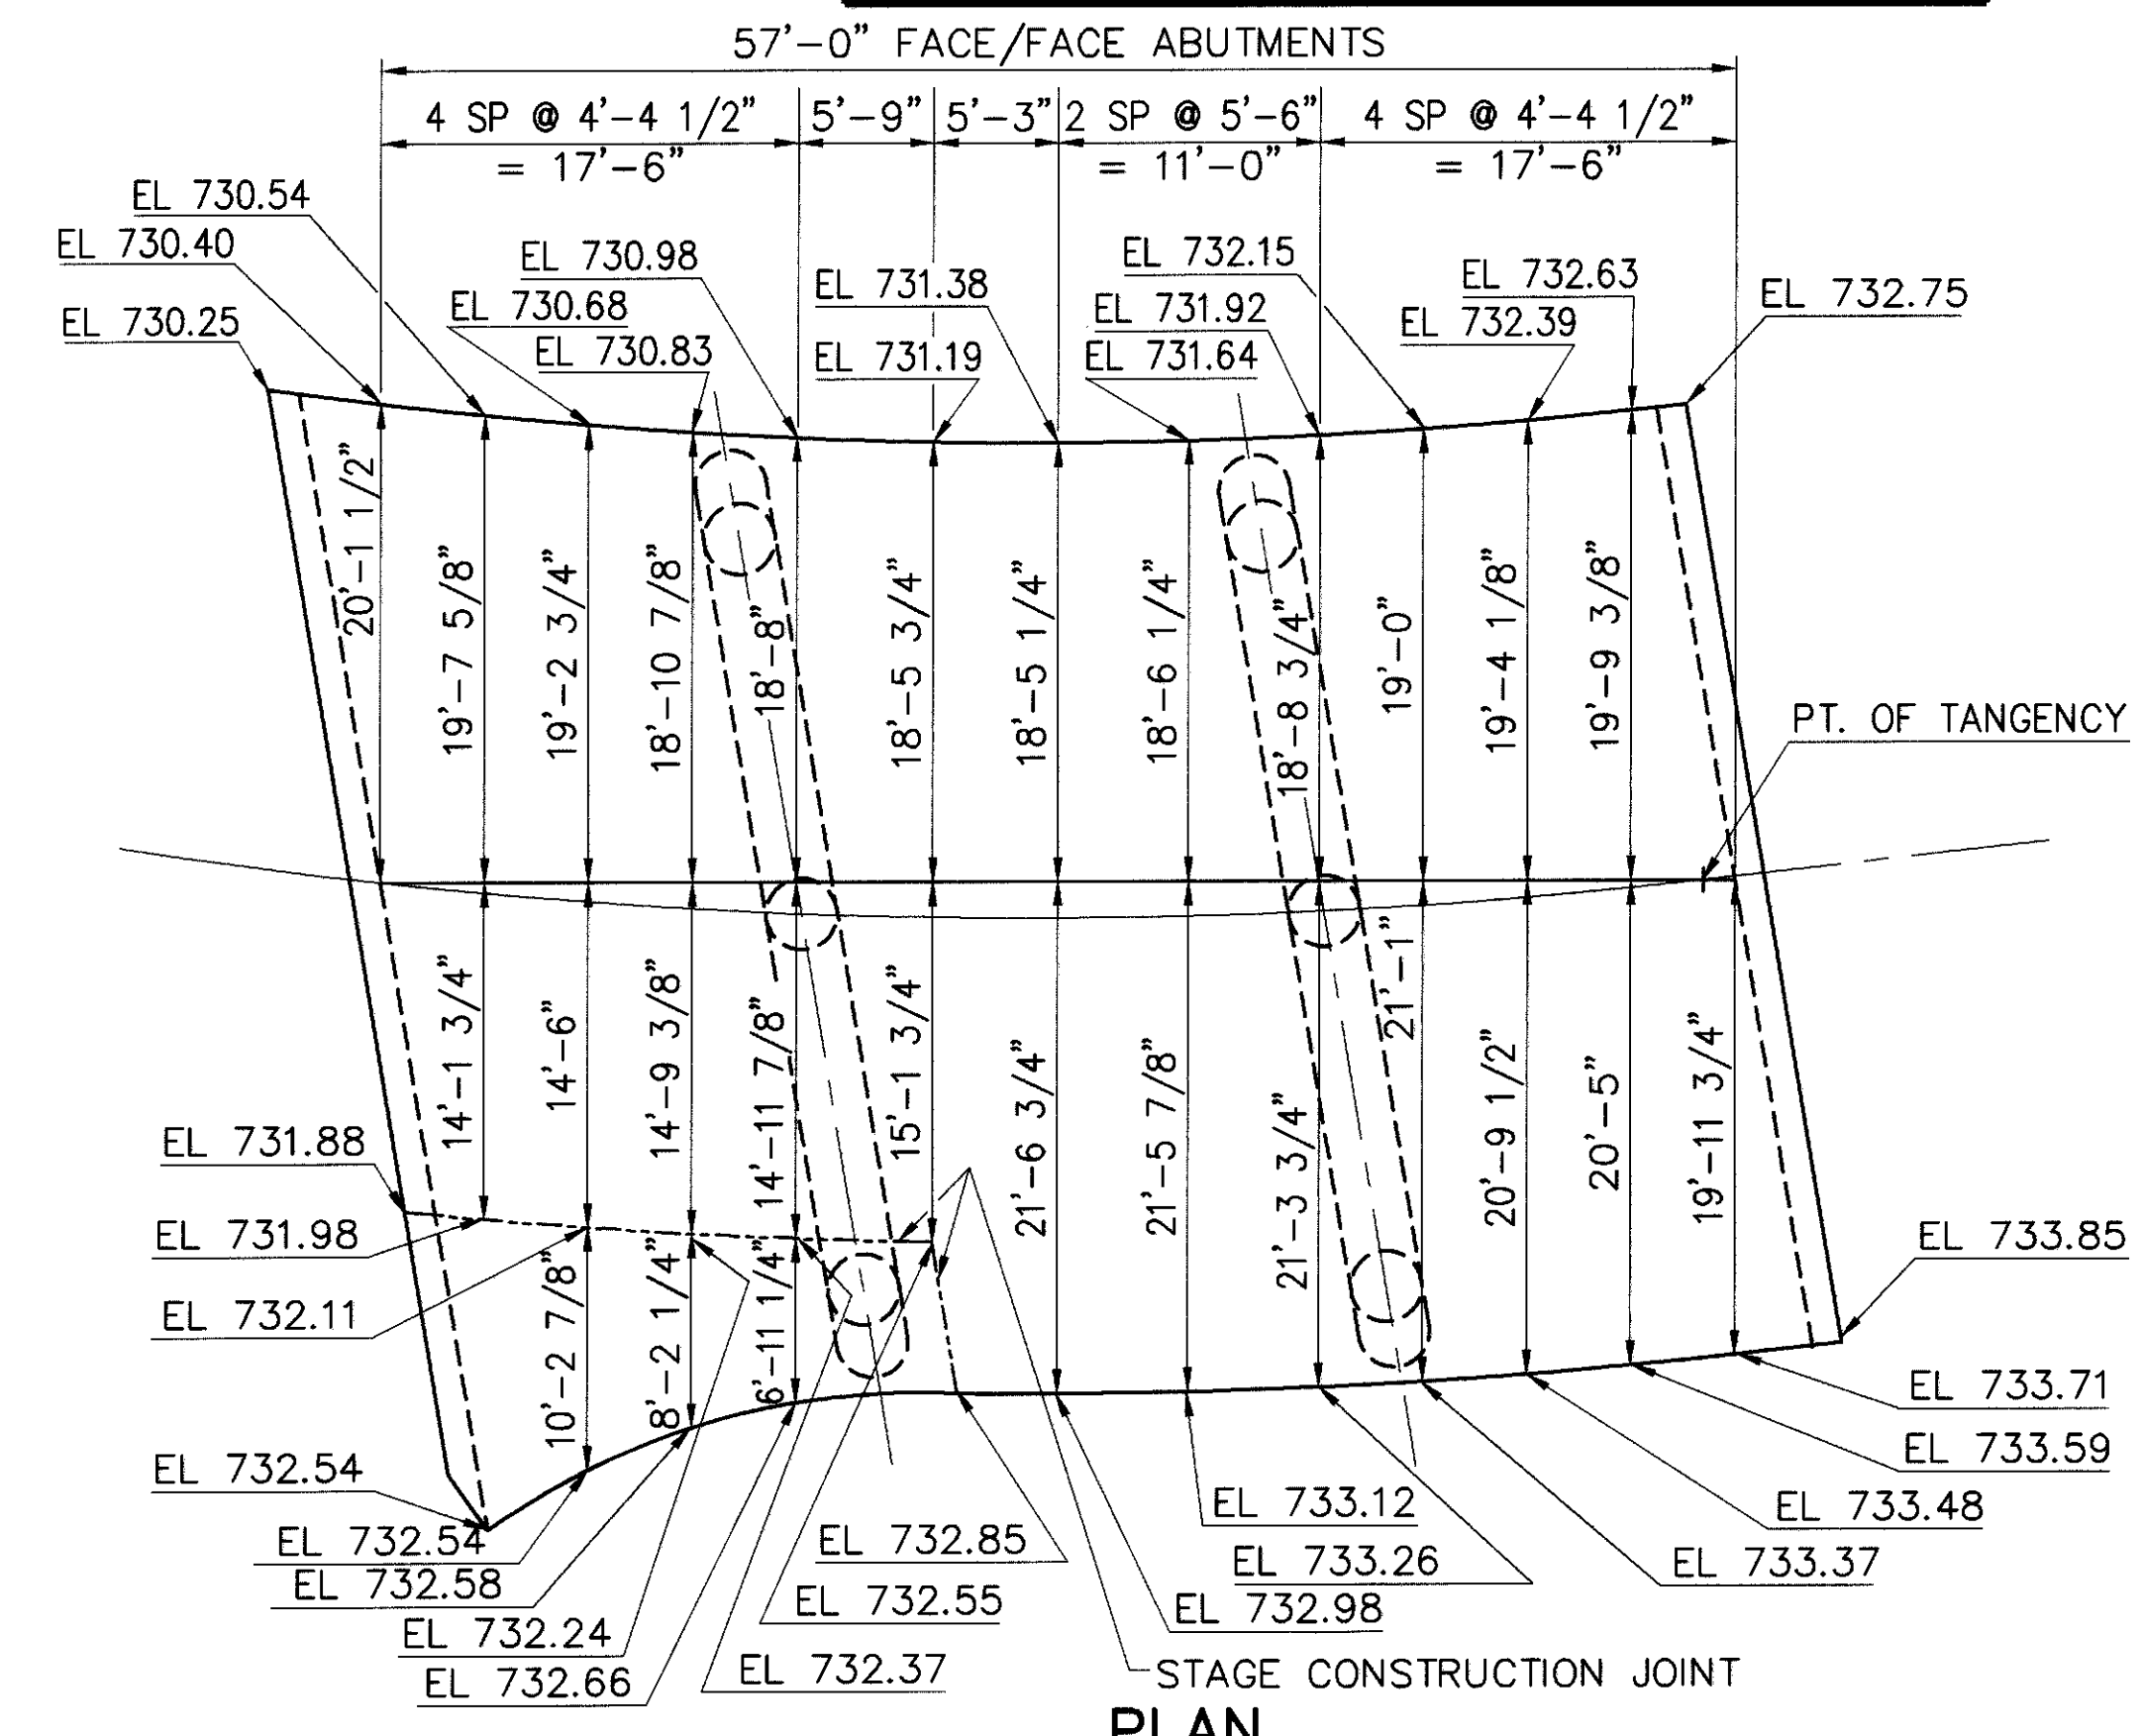 57'-0" FACE/FACE ABUTMENTS
4 SP @ 4'-4 1/2"
= 17'-6"
5'-9"
5'-3"
2 SP @ 5'-6"
= 11'-0"
4 SP @ 4'-4 1/2"
= 17'-6"
EL 730.54
EL 730.40
EL 730.25
EL 730.98
EL 730.68
EL 730.83
EL 731.38
EL 731.19
EL 732.15
EL 731.92
EL 731.64
EL 732.63
EL 732.39
EL 732.75
20'-1 1/2"
19'-7 5/8"
19'-2 3/4"
18'-10 7/8"
18'-8"
18'-5 3/4"
18'-5 1/4"
18'-6 1/4"
18'-8 3/4"
19'-0"
19'-4 1/8"
19'-9 3/8"
PT. OF TANGENCY
14'-1 3/4"
14'-6"
14'-9 3/8"
14'-11 7/8"
15'-1 3/4"
21'-6 3/4"
21'-5 7/8"
21'-3 3/4"
21'-1"
20'-9 1/2"
20'-5"
19'-11 3/4"
10'-2 7/8"
8'-2 1/4"
6'-11 1/4"
EL 731.88
EL 731.98
EL 732.11
EL 732.54
EL 732.54
EL 732.58
EL 732.24
EL 732.66
EL 732.37
EL 732.55
EL 732.85
EL 732.98
EL 733.26
EL 733.12
EL 733.37
EL 733.48
EL 733.59
EL 733.71
EL 733.85
STAGE CONSTRUCTION JOINT
PLAN